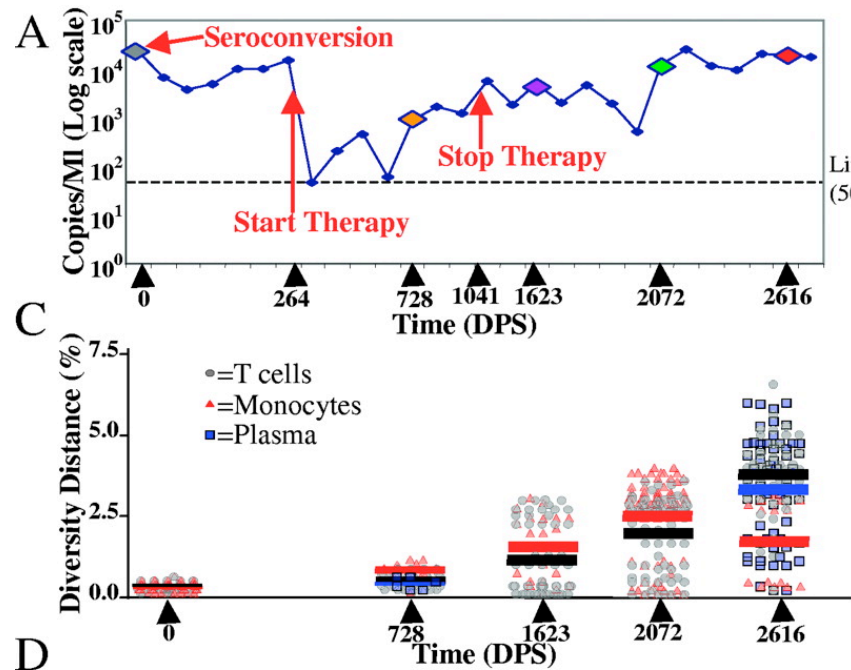 A
Copies/Ml (Log scale)
10⁵
10⁴
10³
10²
10¹
10⁰
Seroconversion
Start Therapy
Stop Therapy
Li
(50
0 264 728 1041 1623 2072 2616
Time (DPS)
C
Diversity Distance (%)
7.5
5.0
2.5
0.0
=T cells
=Monocytes
=Plasma
0 728 1623 2072 2616
Time (DPS)
D